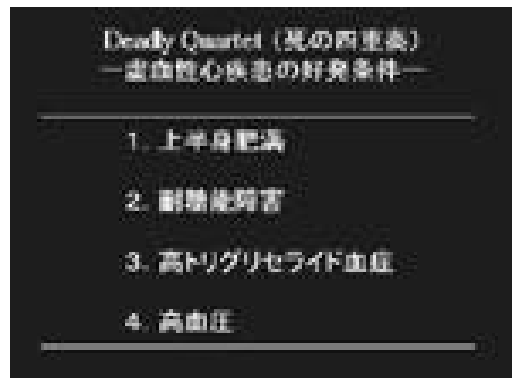 Deadly Quartet (死の四重奏)
—虚血性心疾患の好発条件—
1. 上半身肥満
2. 耐糖能障害
3. 高トリグリセライド血症
4. 高血圧